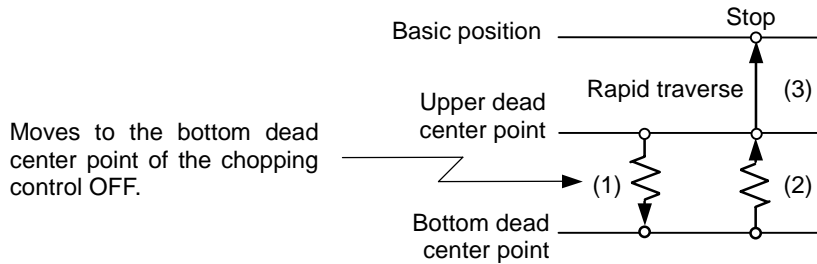 Stop
Basic position
Rapid traverse
(3)
Upper dead
center point
Moves to the bottom dead
center point of the chopping
control OFF.
(1)
(2)
Bottom dead
center point